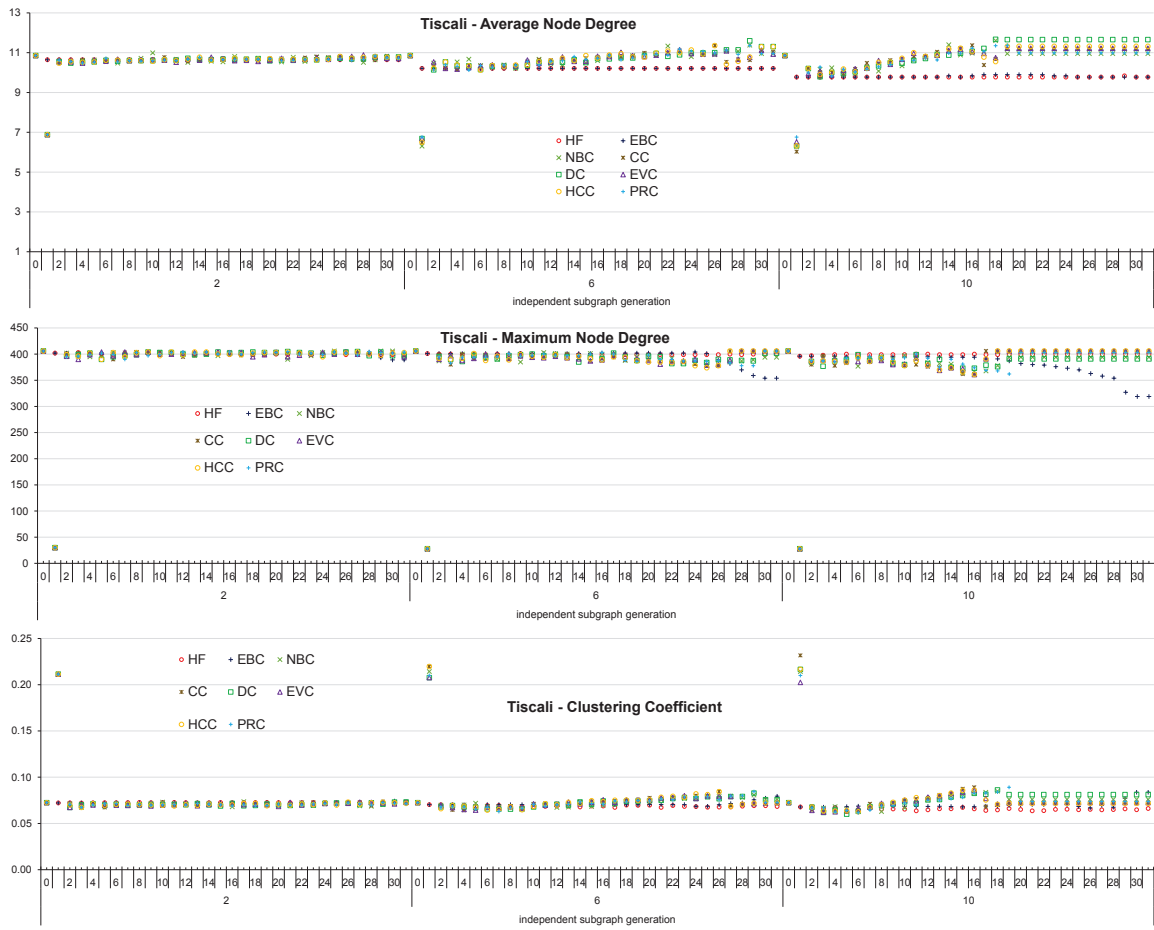 Tiscali - Average Node Degree
13
11
9
7
5
3
1
HF EBC
NBC CC
DC EVC
HCC PRC
0 2 4 6 8 10 12 14 16 18 20 22 24 26 28 30 0 2 4 6 8 10 12 14 16 18 20 22 24 26 28 30 0 2 4 6 8 10 12 14 16 18 20 22 24 26 28 30
2 6 10
independent subgraph generation
Tiscali - Maximum Node Degree
450
400
350
300
250
200
150
100
50
0
HF EBC NBC
CC DC EVC
HCC PRC
0 2 4 6 8 10 12 14 16 18 20 22 24 26 28 30 0 2 4 6 8 10 12 14 16 18 20 22 24 26 28 30 0 2 4 6 8 10 12 14 16 18 20 22 24 26 28 30
2 6 10
independent subgraph generation
0.25
0.20
0.15
0.10
0.05
0.00
HF EBC NBC
CC DC EVC
Tiscali - Clustering Coefficient
HCC PRC
0 2 4 6 8 10 12 14 16 18 20 22 24 26 28 30 0 2 4 6 8 10 12 14 16 18 20 22 24 26 28 30 0 2 4 6 8 10 12 14 16 18 20 22 24 26 28 30
2 6 10
independent subgraph generation